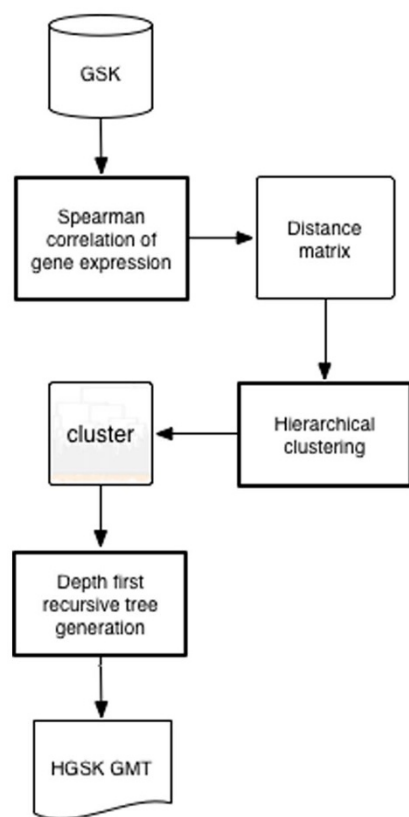 GSK
Spearman
correlation of
gene expression
Distance
matrix
Hierarchical
clustering
cluster
Depth first
recursive tree
generation
HGSK GMT